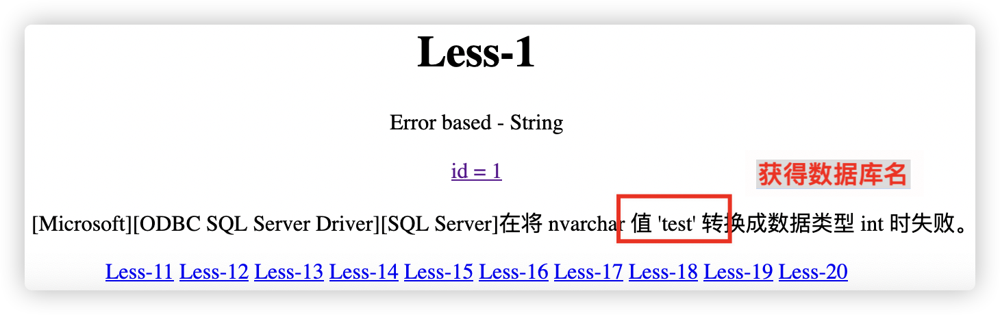 Less-1
Error based - String
id = 1
获得数据库名
[Microsoft][ODBC SQL Server Driver][SQL Server]在将 nvarchar 值 'test' 转换成数据类型 int 时失败。
Less-11 Less-12 Less-13 Less-14 Less-15 Less-16 Less-17 Less-18 Less-19 Less-20